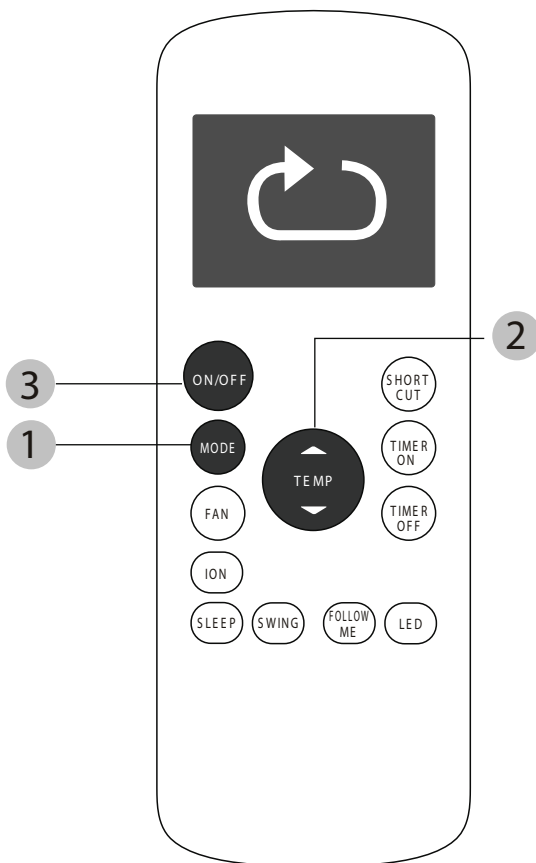 2
3
ON/OFF
SHORT
CUT
1
MODE
TEMP
TIMER
ON
FAN
TIMER
OFF
ION
SLEEP
SWING
FOLLOW
ME
LED